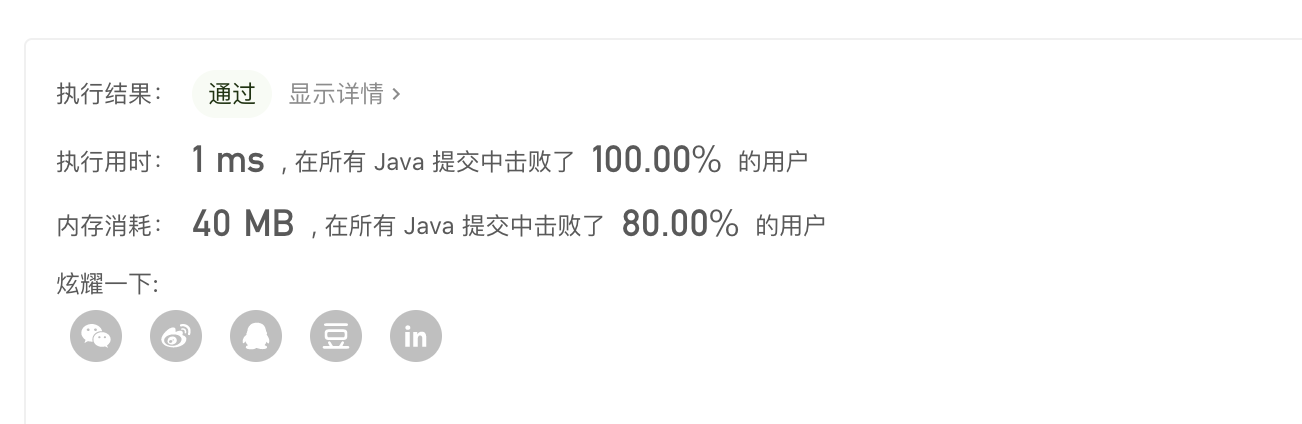 执行结果： 通过 显示详情 >
执行用时： 1 ms , 在所有 Java 提交中击败了 100.00% 的用户
内存消耗： 40 MB , 在所有 Java 提交中击败了 80.00% 的用户
炫耀一下:
豆 in